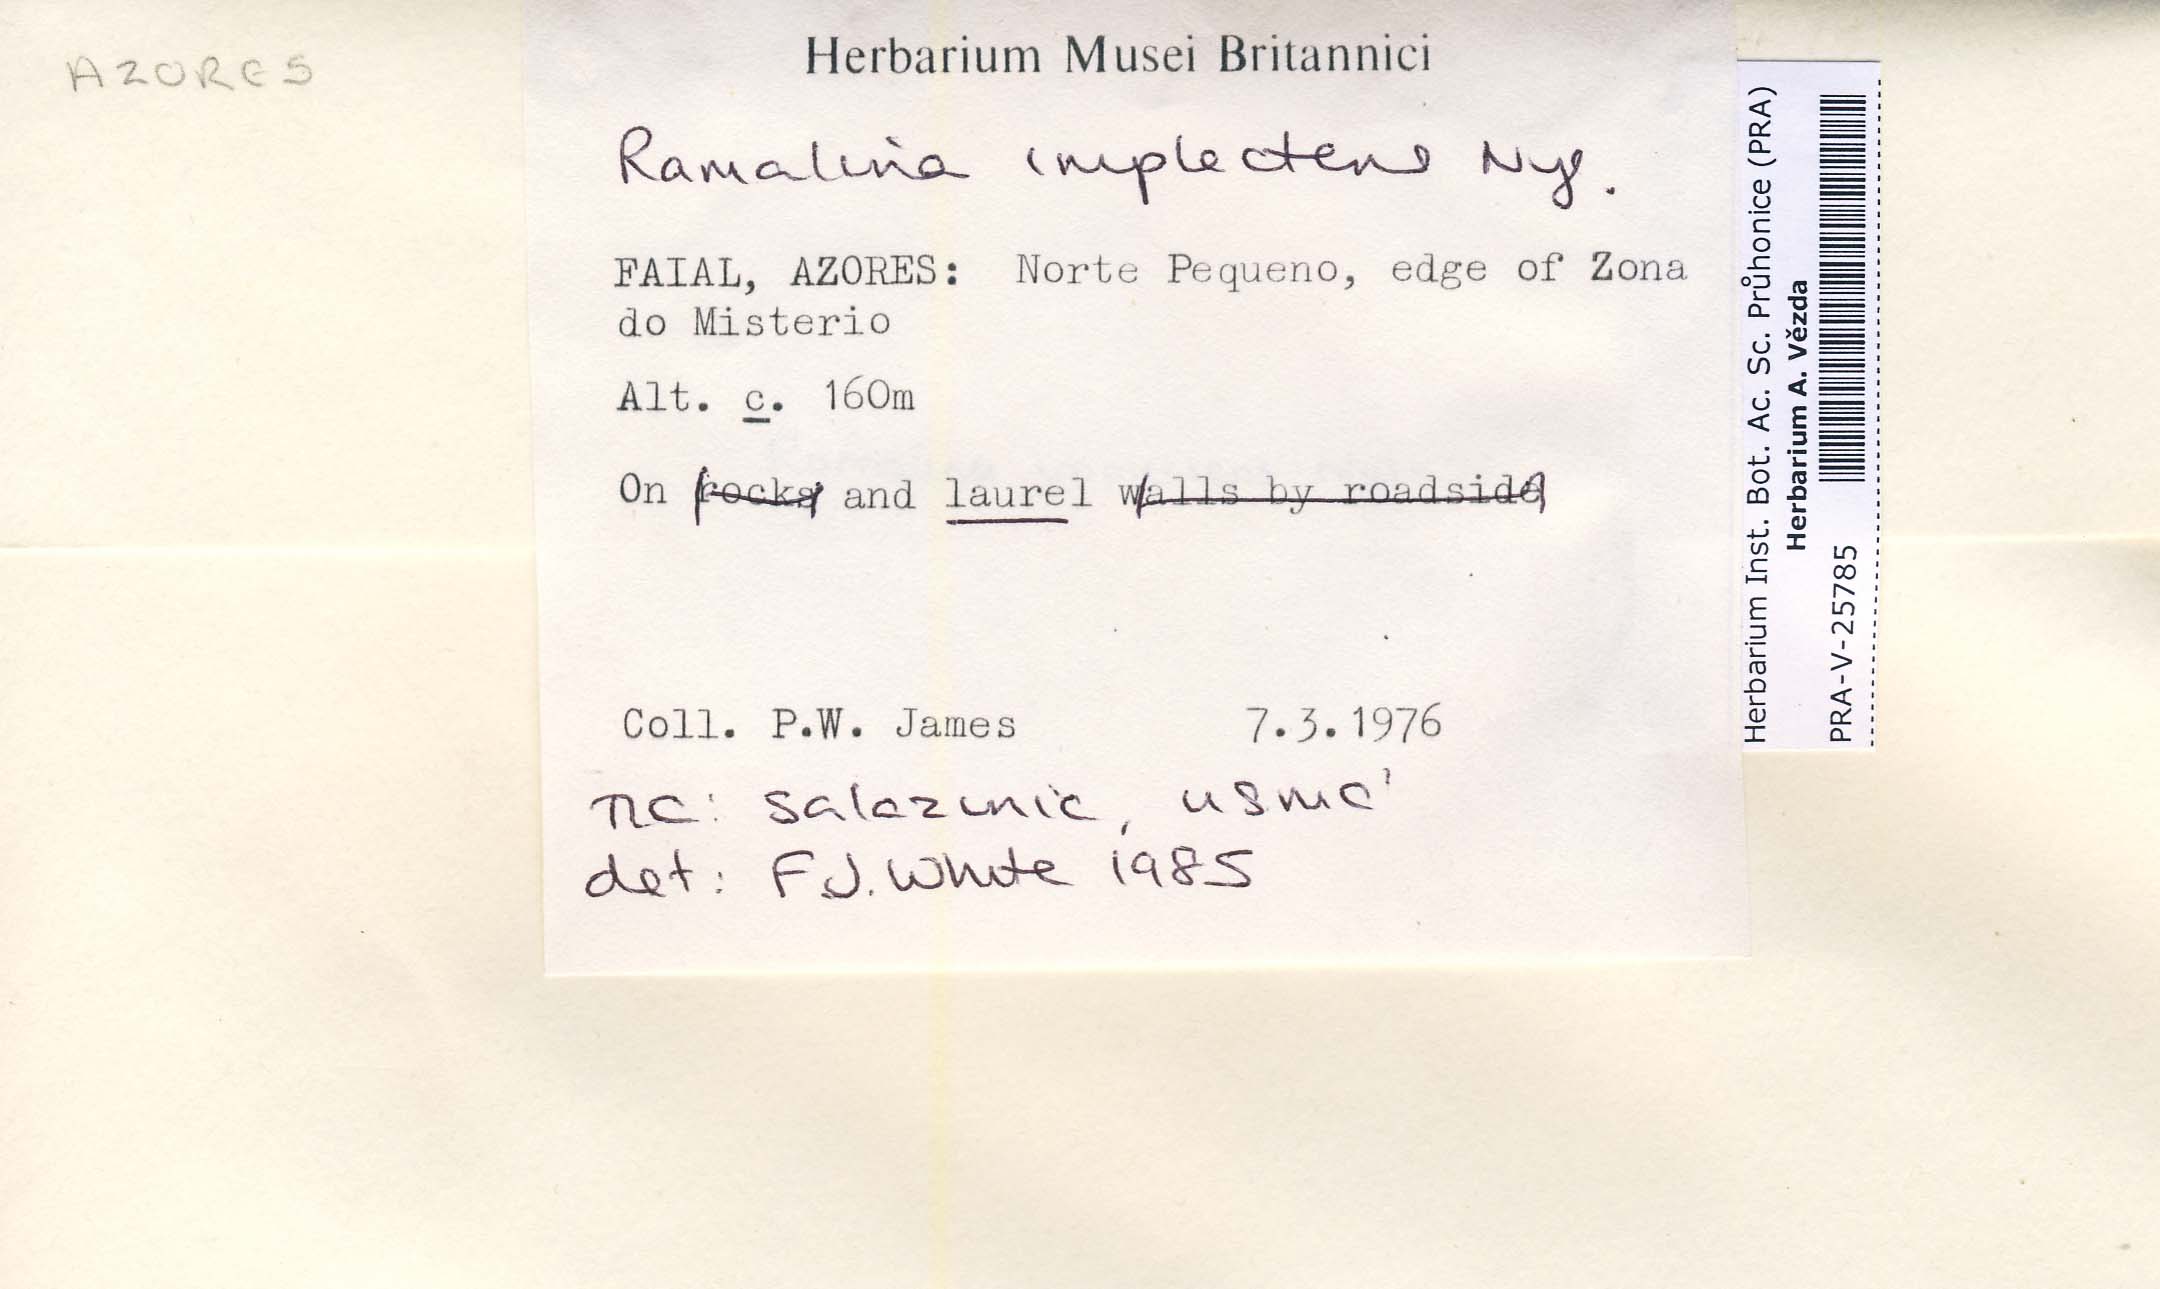 AZORES
Herbarium Musei Britannici
Ramalina implectens Nyl.
FAIAL, AZORES: Norte Pequeno, edge of Zona
do Misterio
Alt. c. 160m
On rocks and laurel walls by roadside
Coll. P.W. James 7.3.1976
TLC: Salazinic, usnic
det: F.J. White 1985
Herbarium Inst. Bot. Ac. Sc. Průhonice (PRA)
Herbarium A. Vězda
PRA-V-25785